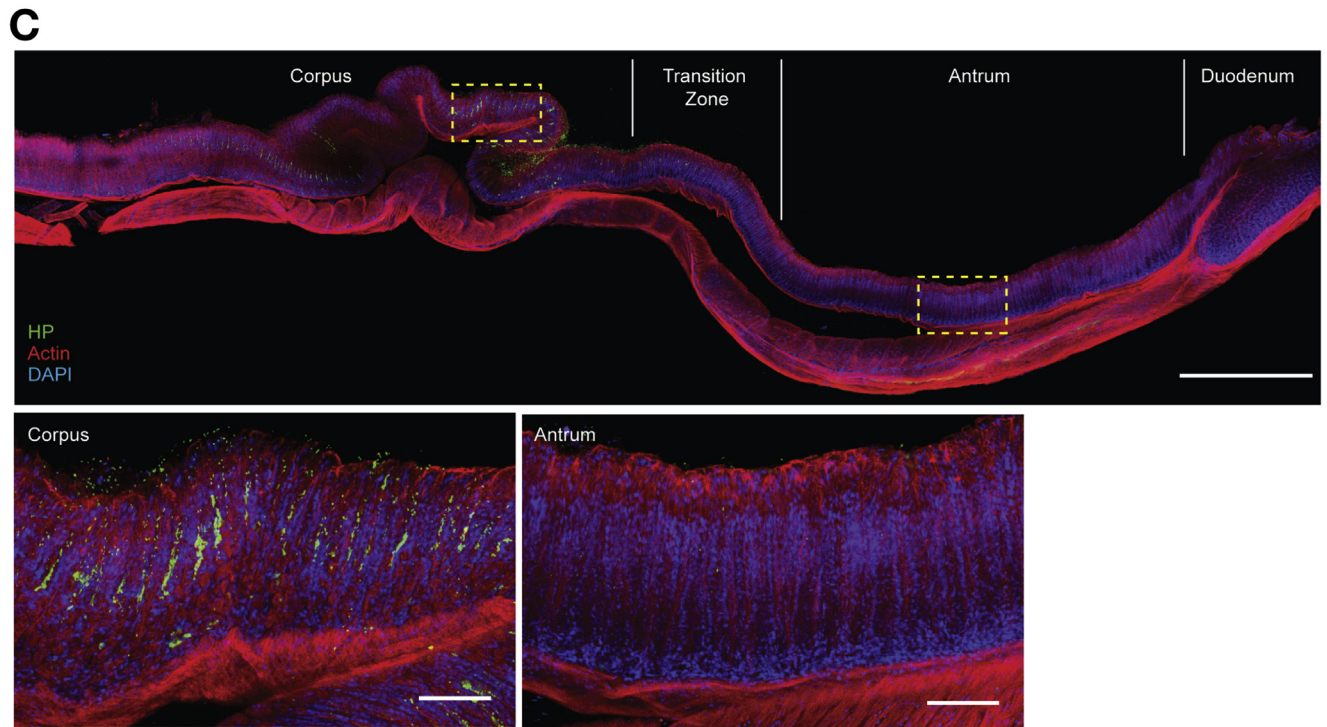 C
Corpus
Transition
Zone
Antrum
Duodenum
HP
Actin
DAPI
Corpus
Antrum